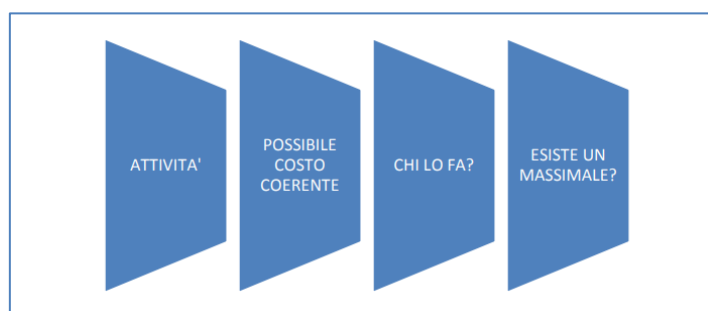 ATTIVITA'
POSSIBILE
COSTO
COERENTE
CHI LO FA?
ESISTE UN
MASSIMALE?